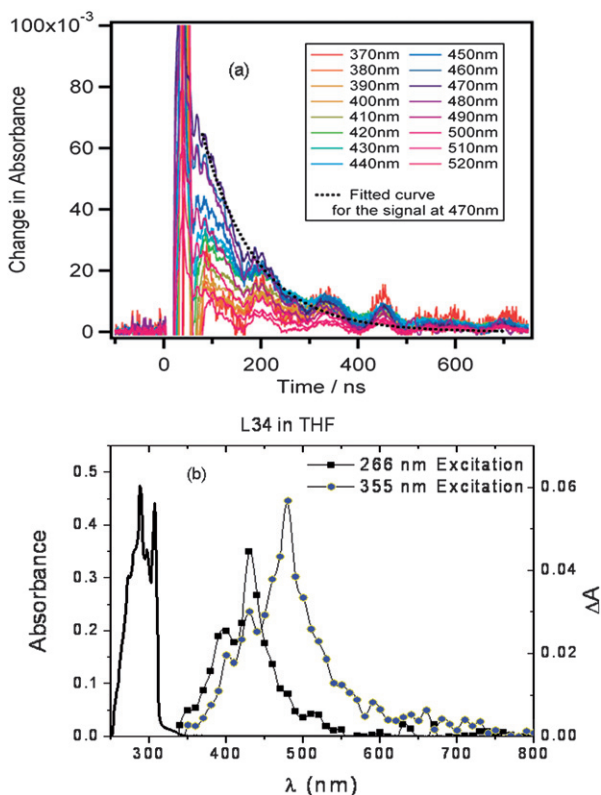 100x10⁻³
80
60
40
20
0
Change in Absorbance
(a)
370nm 450nm
380nm 460nm
390nm 470nm
400nm 480nm
410nm 490nm
420nm 500nm
430nm 510nm
440nm 520nm
Fitted curve
for the signal at 470nm
0 200 400 600
Time / ns
L34 in THF
(b)
266 nm Excitation
355 nm Excitation
0.5
0.4
0.3
0.2
0.1
0.0
Absorbance
0.06
0.04
0.02
0.00
ΔA
300 400 500 600 700 800
λ (nm)